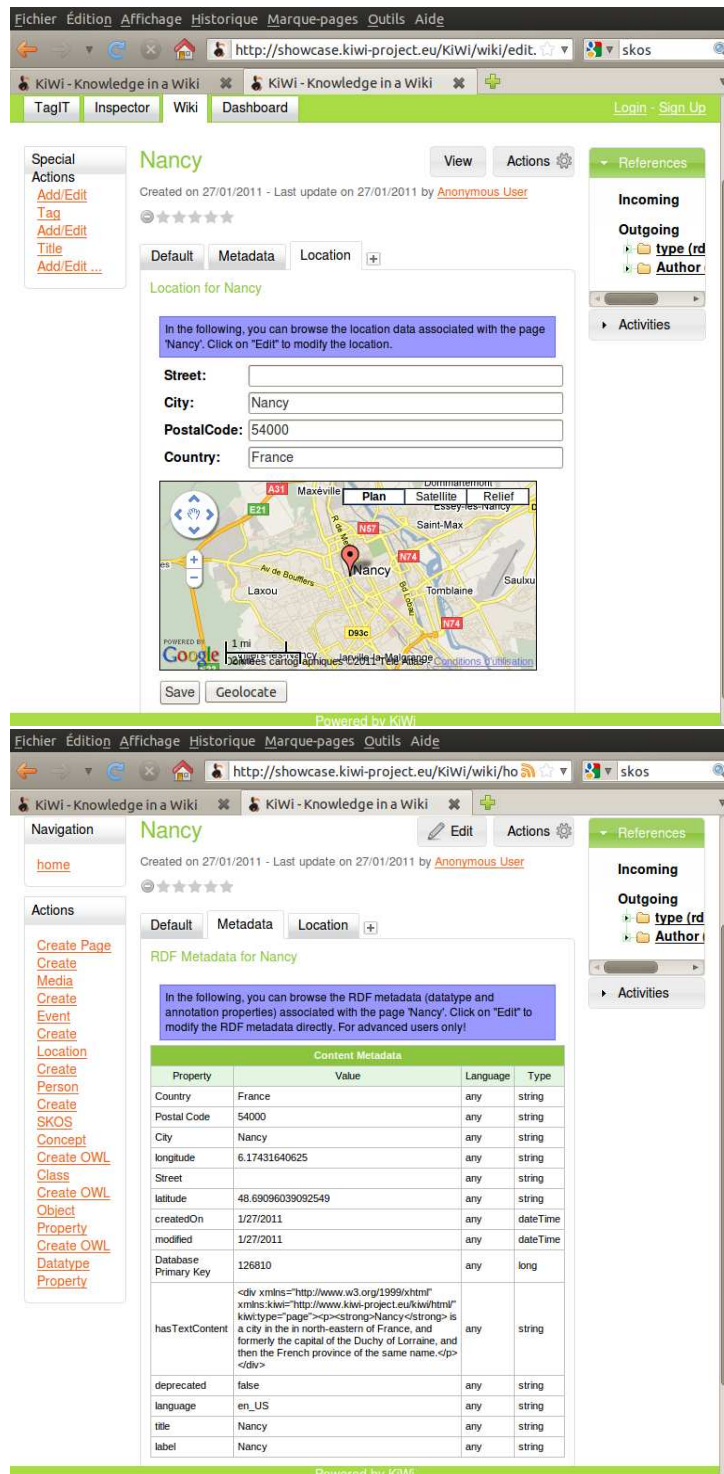 Fichier Édition Affichage Historique Marque-pages Outils Aide
http://showcase.kiwi-project.eu/KiWi/wiki/edit. skos
KiWi - Knowledge in a Wiki KiWi - Knowledge in a Wiki
TagIT Inspector Wiki Dashboard Login - Sign Up
Special
Actions
Add/Edit
Tag
Add/Edit
Title
Add/Edit ...
Nancy
View Actions
Created on 27/01/2011 - Last update on 27/01/2011 by Anonymous User
Default Metadata Location
Location for Nancy
In the following, you can browse the location data associated with the page
'Nancy'. Click on "Edit" to modify the location.
Street:
City: Nancy
PostalCode: 54000
Country: France
A31 Maxéville Plan Satellite Relief
Dommartemont
E21 Essey-lès-Nancy
N57 Saint-Max
N74
Nancy
Av de Boufflers
Laxou
Bd Lobau
Tomblaine
Saulxu
N74
D93c
POWERED BY
Google
1 mi
Jarville-la-Malgrange
Données cartographiques ©2011 Tele Atlas - Conditions d'utilisation
Save Geolocate
References
Incoming
Outgoing
type (rd
Author
Activities
Powered by KiWi
Fichier Édition Affichage Historique Marque-pages Outils Aide
http://showcase.kiwi-project.eu/KiWi/wiki/ho skos
KiWi - Knowledge in a Wiki KiWi - Knowledge in a Wiki
Navigation
home
Actions
Create Page
Create
Media
Create
Event
Create
Location
Create
Person
Create
SKOS
Concept
Create OWL
Class
Create OWL
Object
Property
Create OWL
Datatype
Property
Nancy
Edit Actions
Created on 27/01/2011 - Last update on 27/01/2011 by Anonymous User
Default Metadata Location
RDF Metadata for Nancy
In the following, you can browse the RDF metadata (datatype and
annotation properties) associated with the page 'Nancy'. Click on "Edit" to
modify the RDF metadata directly. For advanced users only!
Content Metadata
Property Value Language Type
Country France any string
Postal Code 54000 any string
City Nancy any string
longitude 6.17431640625 any string
Street any string
latitude 48.69096039092549 any string
createdOn 1/27/2011 any dateTime
modified 1/27/2011 any dateTime
Database
Primary Key 126810 any long
hasTextContent
<div xmlns="http://www.w3.org/1999/xhtml"
xmlns:kiwi="http://www.kiwi-project.eu/kiwi/html/"
kiwi:type="page"><p><strong>Nancy</strong> is
a city in the in north-eastern of France, and
formerly the capital of the Duchy of Lorraine, and
then the French province of the same name.</p>
</div>
any string
deprecated false any string
language en_US any string
title Nancy any string
label Nancy any string
References
Incoming
Outgoing
type (rd
Author (
Activities
Powered by KiWi